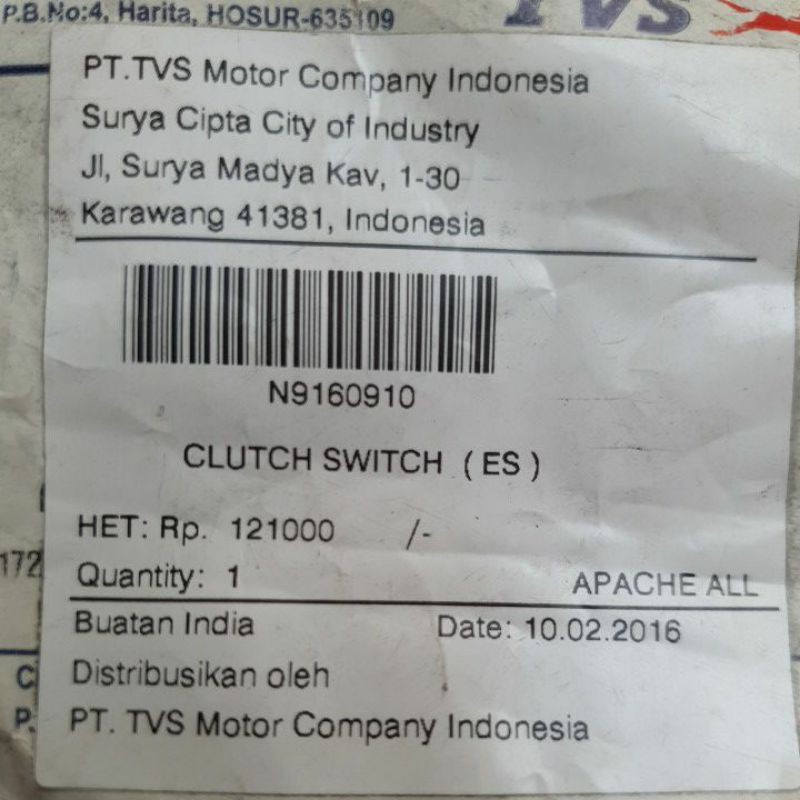 P.B.No:4, Harita, HOSUR-635109
TVS
PT.TVS Motor Company Indonesia
Surya Cipta City of Industry
Jl, Surya Madya Kav, 1-30
Karawang 41381, Indonesia
N9160910
CLUTCH SWITCH ( ES )
HET: Rp. 121000 /-
172
Quantity: 1 APACHE ALL
Buatan India Date: 10.02.2016
C
Distribusikan oleh
P.
PT. TVS Motor Company Indonesia